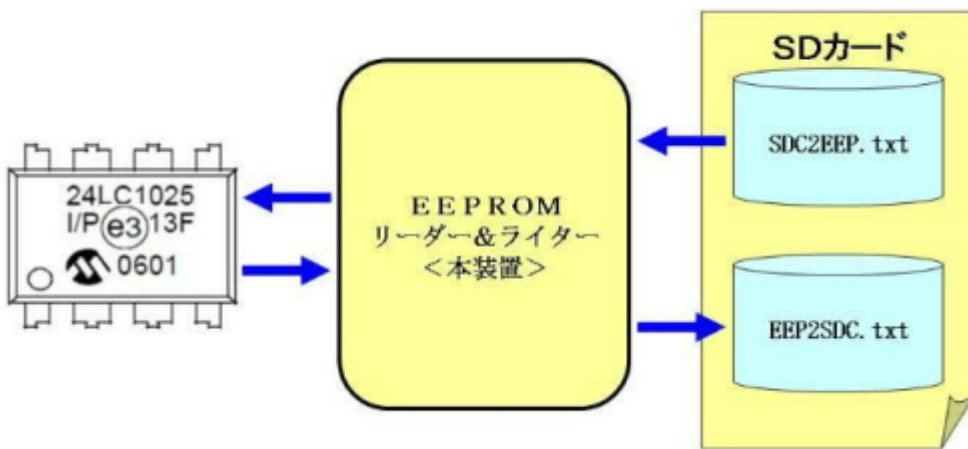 24LC1025
I/P e3 13F
0601
EEPROM
リーダー&ライター
<本装置>
SDカード
SDC2EEP.txt
EEP2SDC.txt